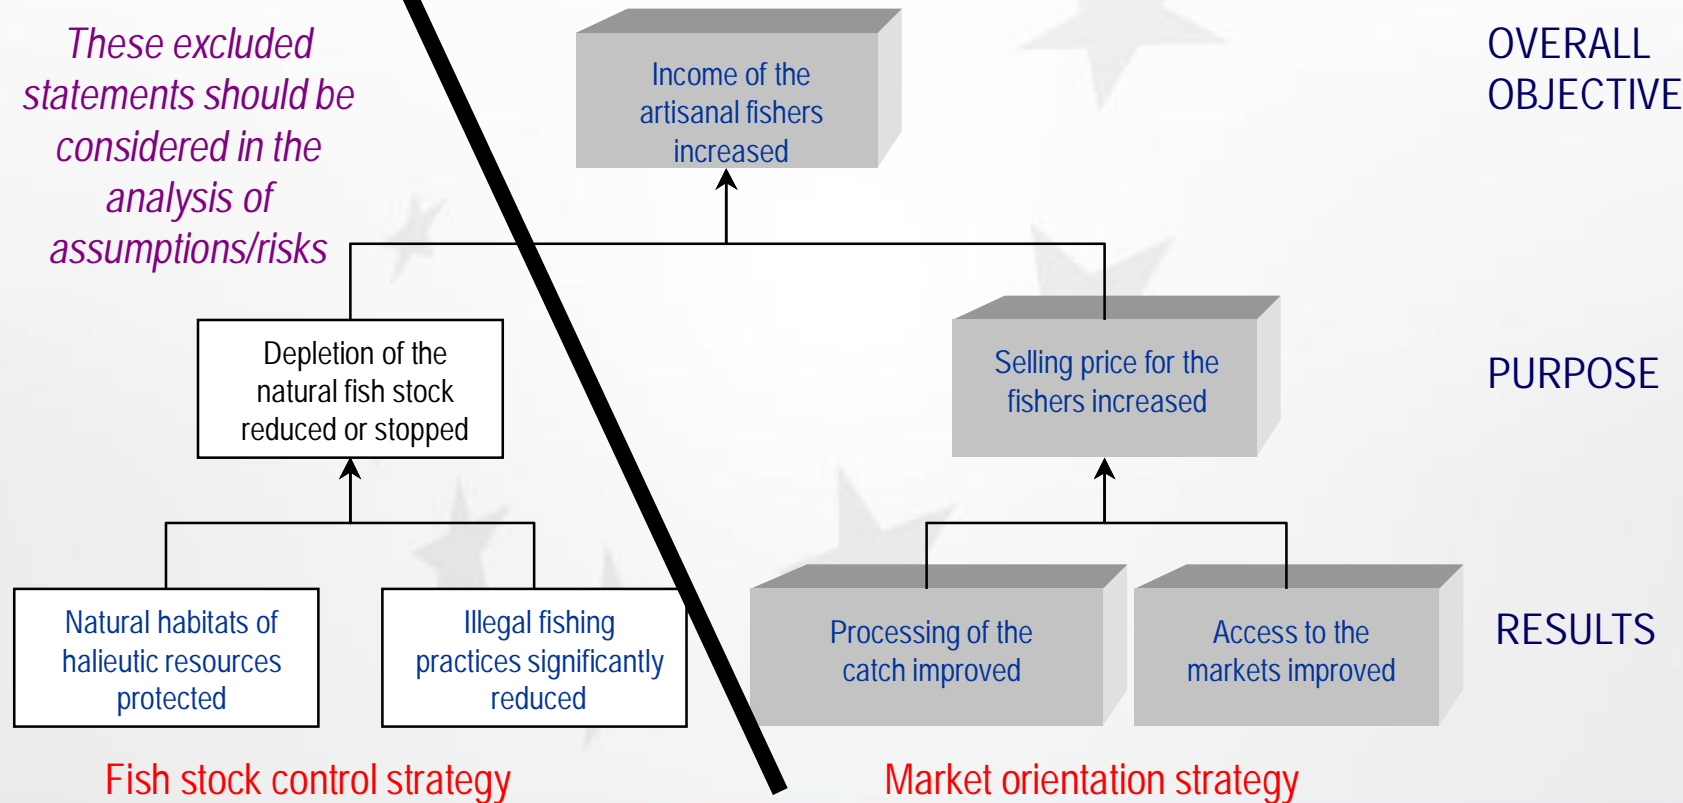 These excluded
statements should be
considered in the
analysis of
assumptions/risks
Income of the
artisanal fishers
increased
OVERALL
OBJECTIVE
Depletion of the
natural fish stock
reduced or stopped
Selling price for the
fishers increased
PURPOSE
Natural habitats of
halieutic resources
protected
Illegal fishing
practices significantly
reduced
Processing of the
catch improved
Access to the
markets improved
RESULTS
Fish stock control strategy
Market orientation strategy